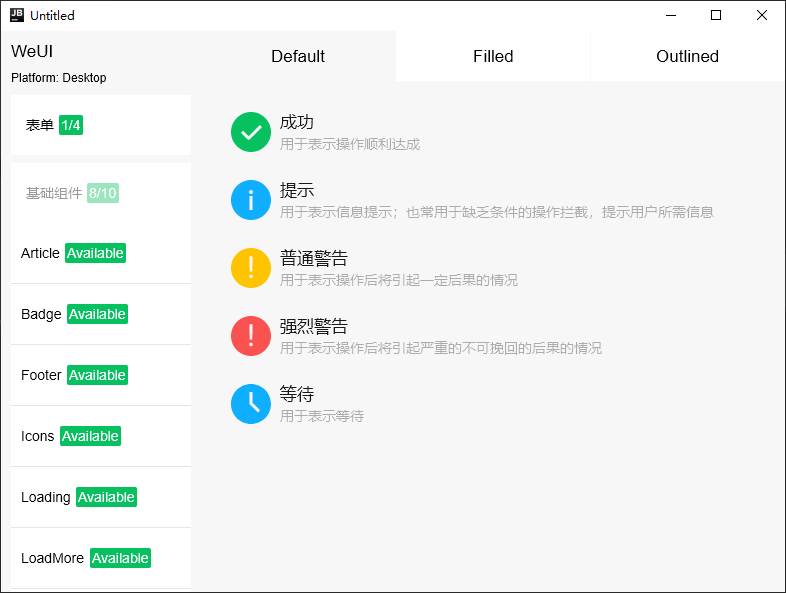 JB
Untitled
WeUI
Platform: Desktop
表单 1/4
基础组件 8/10
Article Available
Badge Available
Footer Available
Icons Available
Loading Available
LoadMore Available
Default
Filled
Outlined
成功
用于表示操作顺利达成
提示
用于表示信息提示；也常用于缺乏条件的操作拦截，提示用户所需信息
普通警告
用于表示操作后将引起一定后果的情况
强烈警告
用于表示操作后将引起严重的不可挽回的后果的情况
等待
用于表示等待